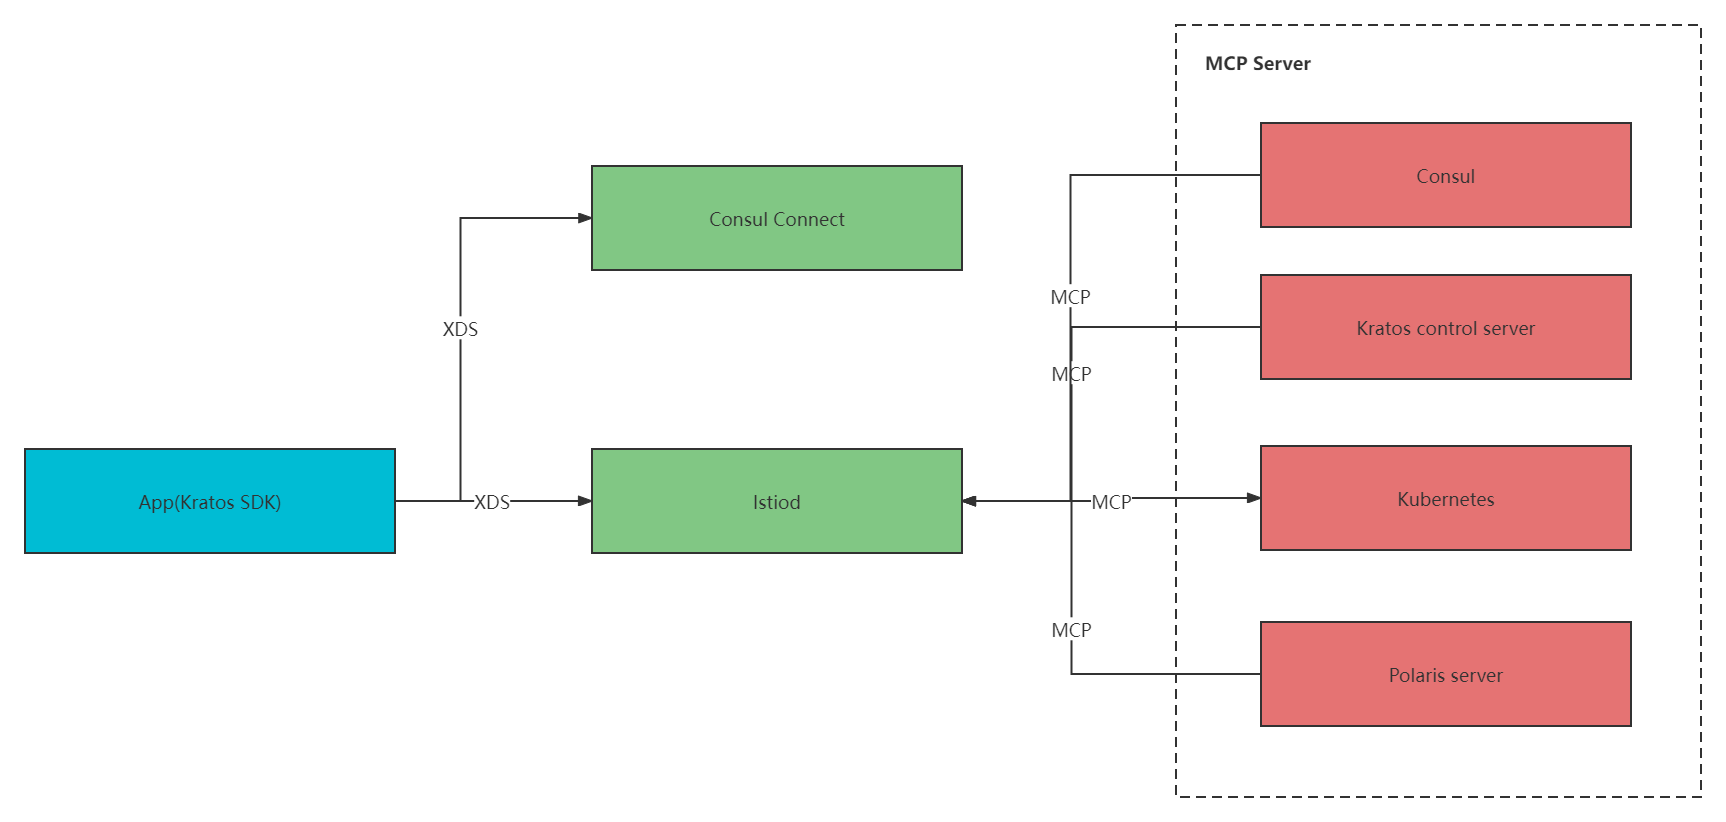 MCP Server
Consul
Consul Connect
MCP
XDS
Kratos control server
MCP
App(Kratos SDK)
XDS
Istiod
MCP
Kubernetes
MCP
Polaris server